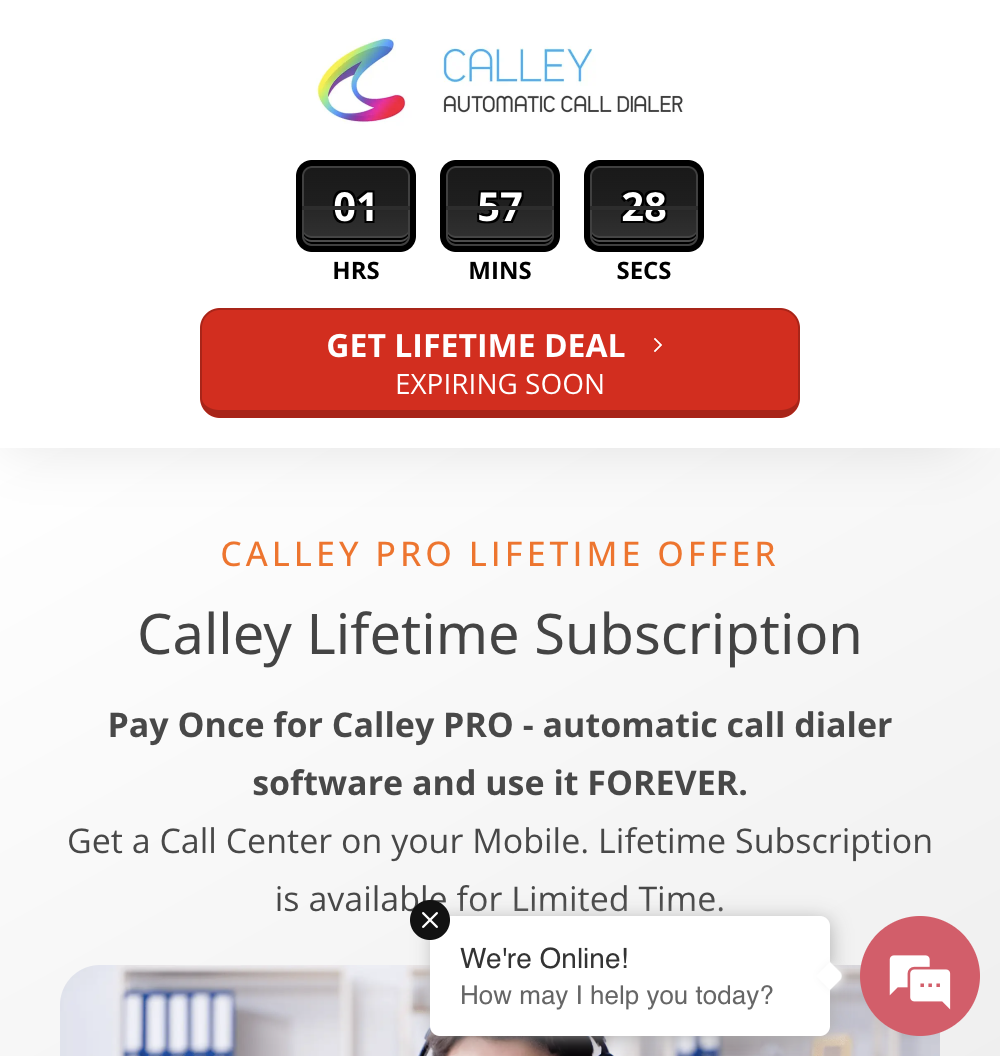 CALLEY
AUTOMATIC CALL DIALER
01 57 28
HRS MINS SECS
GET LIFETIME DEAL
EXPIRING SOON
CALLEY PRO LIFETIME OFFER
Calley Lifetime Subscription
Pay Once for Calley PRO - automatic call dialer
software and use it FOREVER.
Get a Call Center on your Mobile. Lifetime Subscription
is available for Limited Time.
We're Online!
How may I help you today?